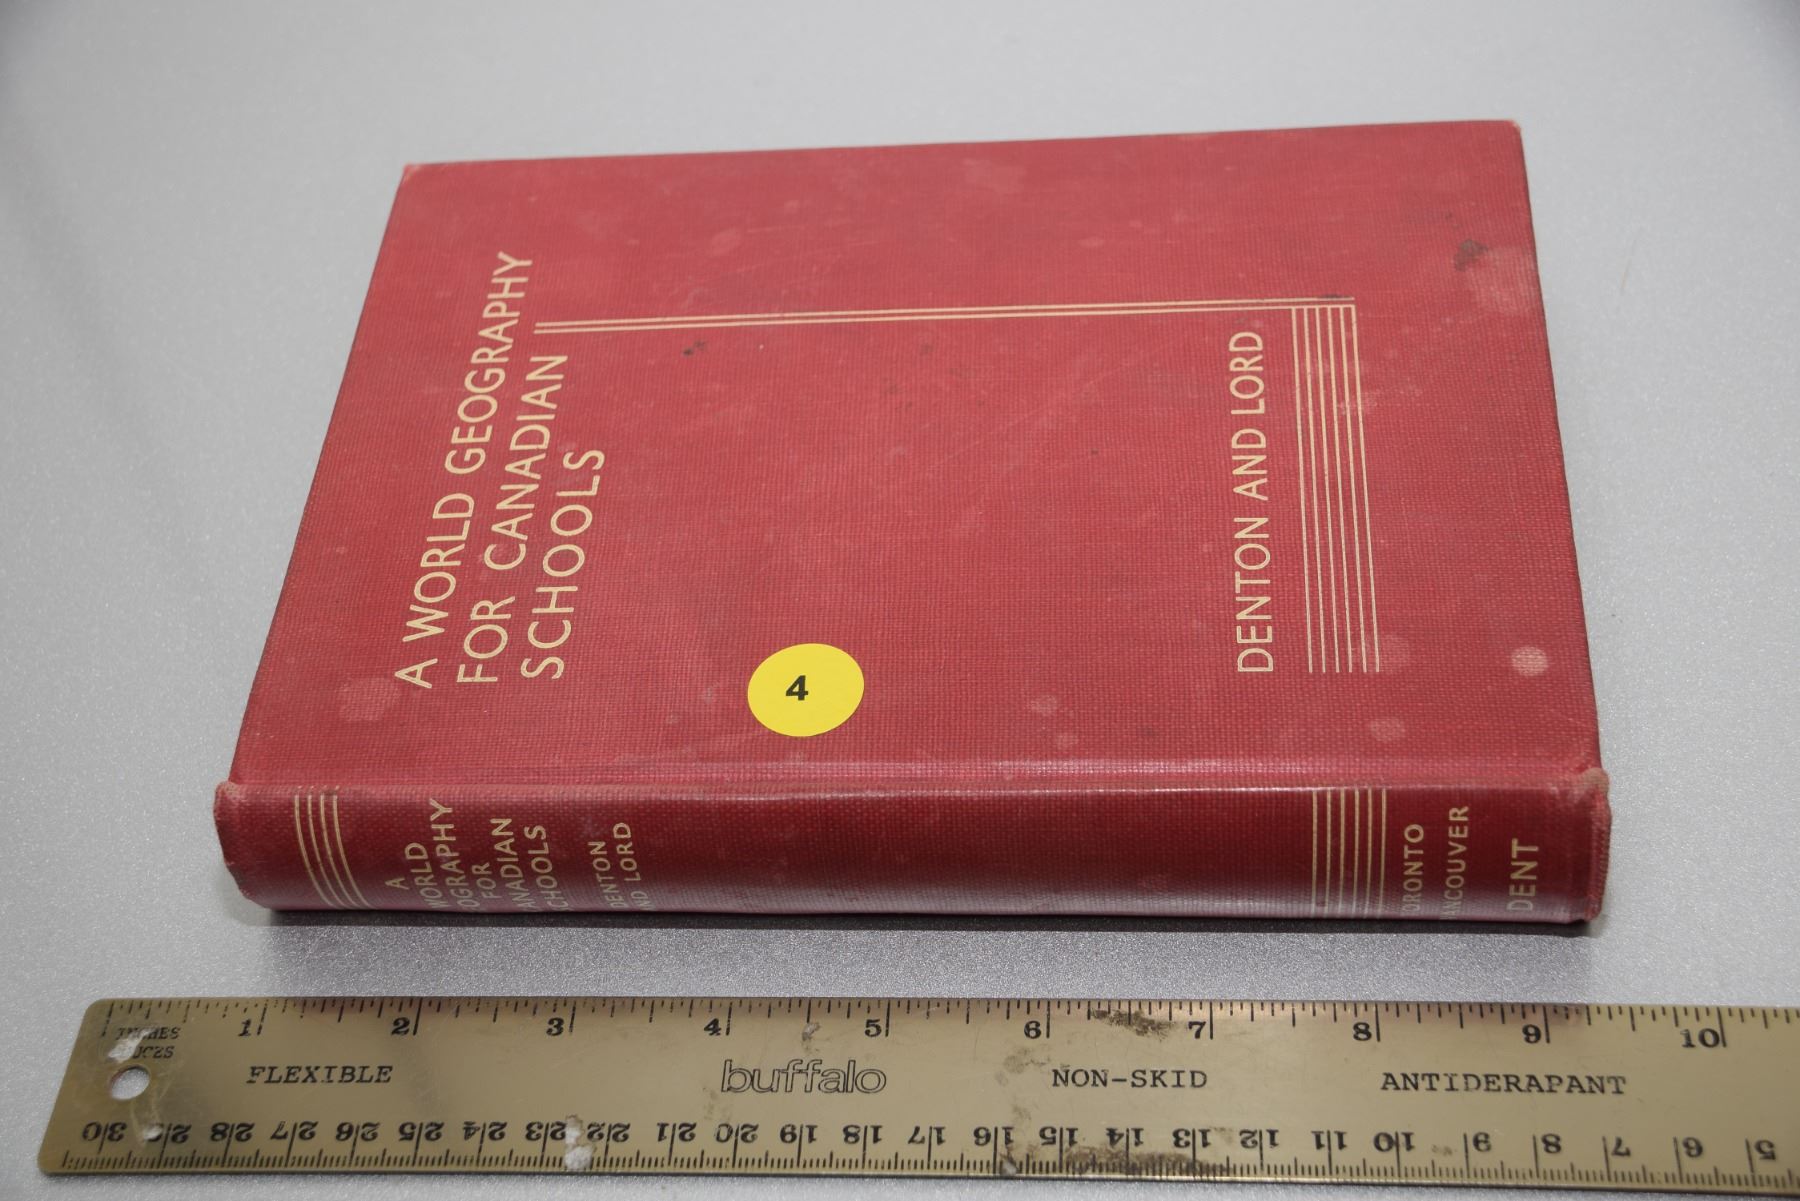 A WORLD GEOGRAPHY
FOR CANADIAN
SCHOOLS
DENTON AND LORD
4
A
WORLD
OGRAPHY
FOR
ANADIAN
SCHOOLS
DENTON
AND LORD
TORONTO
VANCOUVER
DENT
INCHES
1 2 3 4 5 6 7 8 9 10
FLEXIBLE buffalo NON-SKID ANTIDERAPANT
30 29 28 27 26 25 24 23 22 21 20 19 18 17 16 15 14 13 12 11 10 9 8 7 6 5